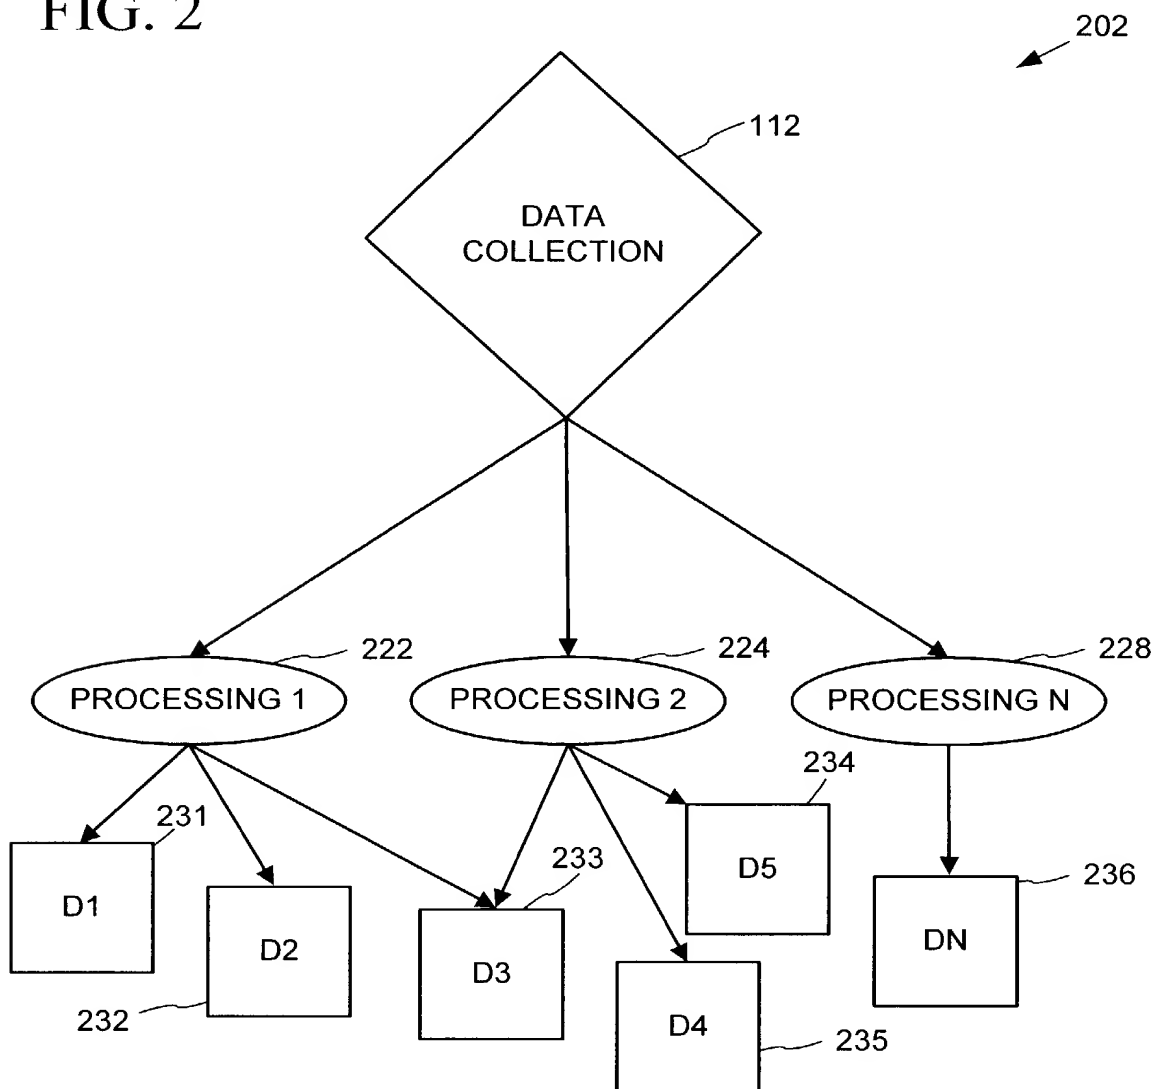 FIG. 2
202
112
DATA
COLLECTION
222
224
228
PROCESSING 1
PROCESSING 2
PROCESSING N
234
231
233
236
D5
D1
DN
D2
D3
232
D4
235